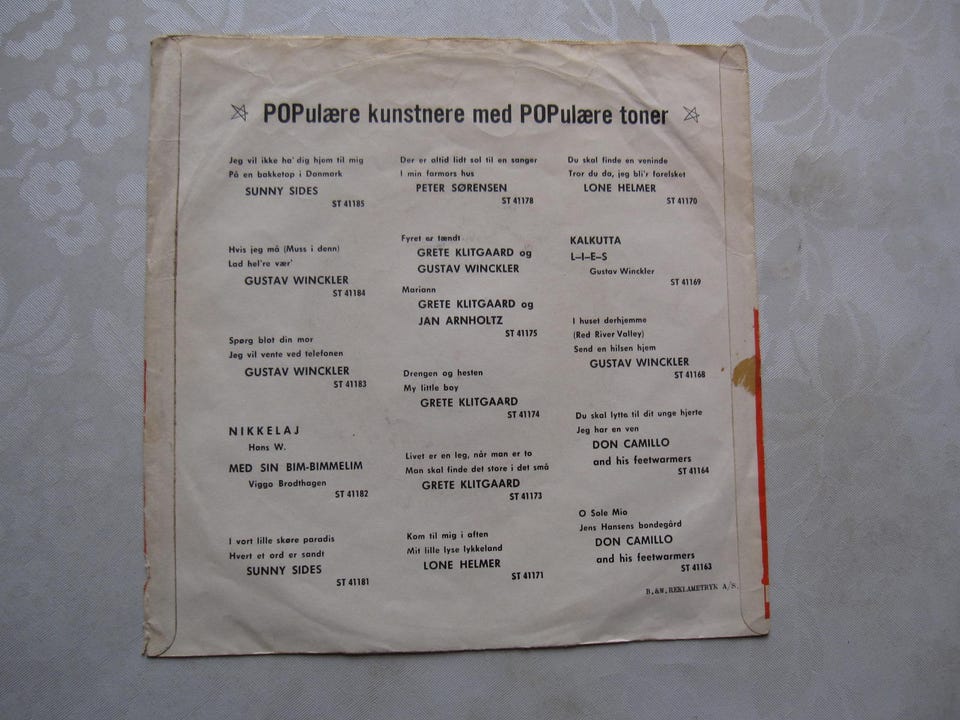 POPulære kunstnere med POPulære toner
Jeg vil ikke ha' dig hjem til mig
På en bakketop i Danmark
SUNNY SIDES
ST 41185
Hvis jeg må (Muss i denn)
Lad hel're vær'
GUSTAV WINCKLER
ST 41184
Spørg blot din mor
Jeg vil vente ved telefonen
GUSTAV WINCKLER
ST 41183
NIKKELAJ
Hans W.
MED SIN BIM-BIMMELIM
Viggo Brodthagen
ST 41182
I vort lille skøre paradis
Hvert et ord er sandt
SUNNY SIDES
ST 41181
Der er altid lidt sol til en sanger
I min farmors hus
PETER SØRENSEN
ST 41178
Fyret er tændt
GRETE KLITGAARD og
GUSTAV WINCKLER
Mariann
GRETE KLITGAARD og
JAN ARNHOLTZ
ST 41175
Drengen og hesten
My little boy
GRETE KLITGAARD
ST 41174
Livet er en leg, når man er to
Man skal finde det store i det små
GRETE KLITGAARD
ST 41173
Kom til mig i aften
Mit lille lyse lykkeland
LONE HELMER
ST 41171
Du skal finde en veninde
Tror du da, jeg bli'r forelsket
LONE HELMER
ST 41170
KALKUTTA
L–I–E–S
Gustav Winckler
ST 41169
I huset derhjemme
(Red River Valley)
Send en hilsen hjem
GUSTAV WINCKLER
ST 41168
Du skal lytte til dit unge hjerte
Jeg har en ven
DON CAMILLO
and his feetwarmers
ST 41164
O Sole Mio
Jens Hansens bondegård
DON CAMILLO
and his feetwarmers
ST 41163
B.&W.REKLAMETRYK A/S.